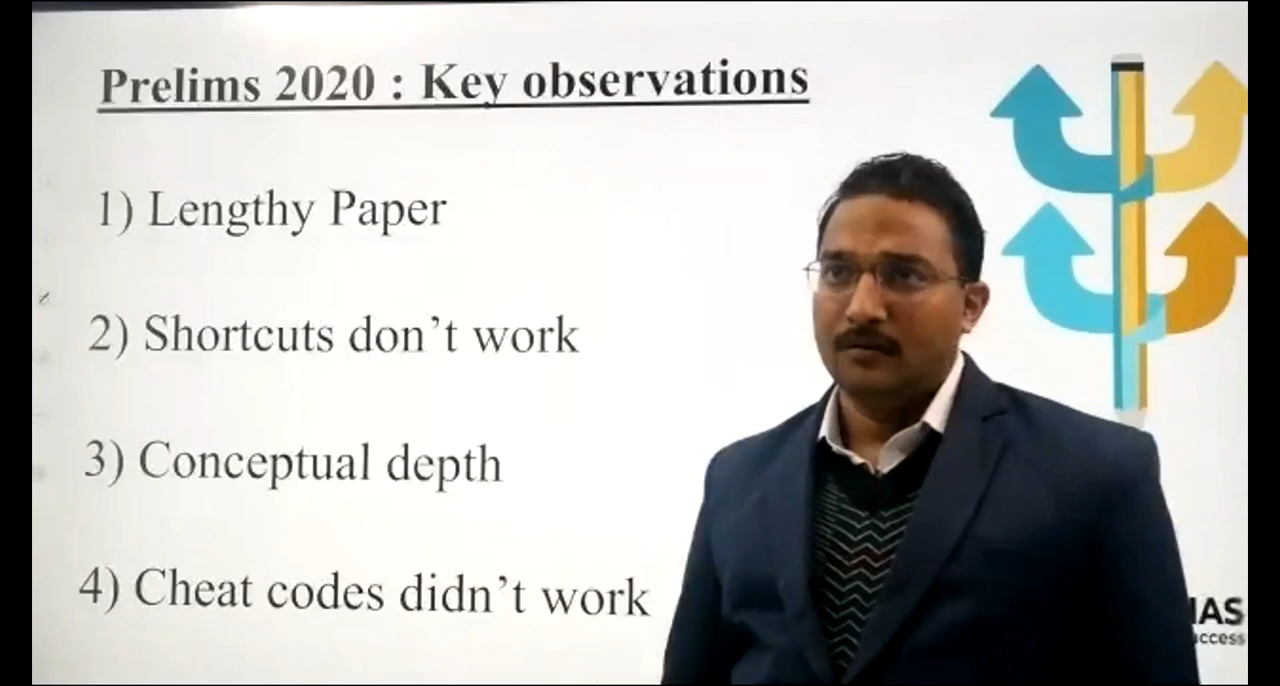 Prelims 2020 : Key observations
1) Lengthy Paper
2) Shortcuts don’t work
3) Conceptual depth
4) Cheat codes didn’t work
IAS